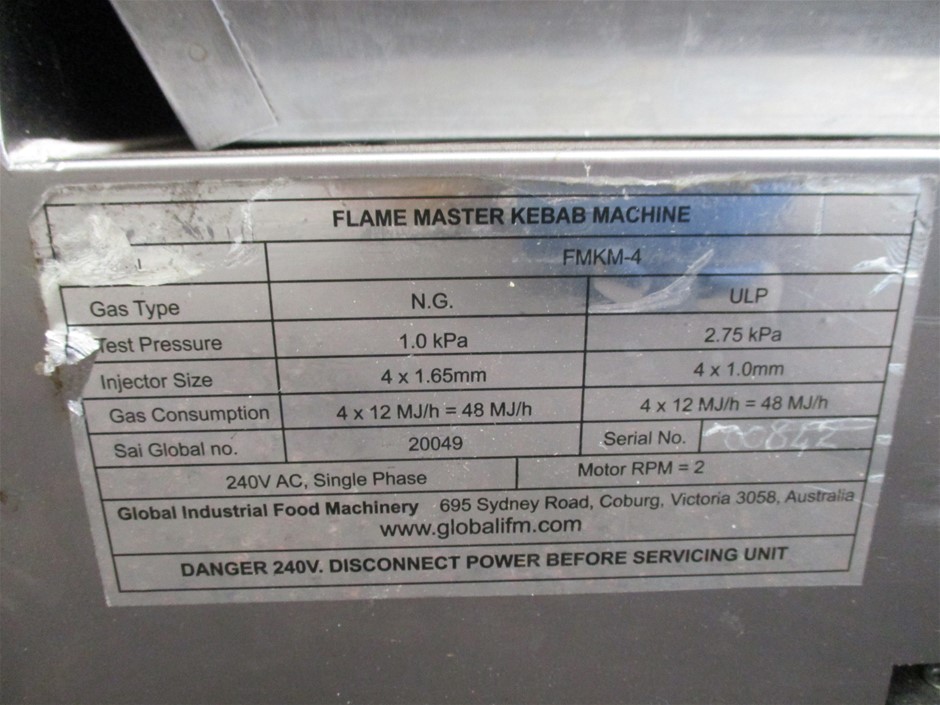 FLAME MASTER KEBAB MACHINE
FMKM-4
Gas Type N.G. ULP
Test Pressure 1.0 kPa 2.75 kPa
Injector Size 4 x 1.65mm 4 x 1.0mm
Gas Consumption 4 x 12 MJ/h = 48 MJ/h 4 x 12 MJ/h = 48 MJ/h
Sai Global no. 20049 Serial No.
240V AC, Single Phase Motor RPM = 2
Global Industrial Food Machinery 695 Sydney Road, Coburg, Victoria 3058, Australia
www.globalifm.com
DANGER 240V. DISCONNECT POWER BEFORE SERVICING UNIT